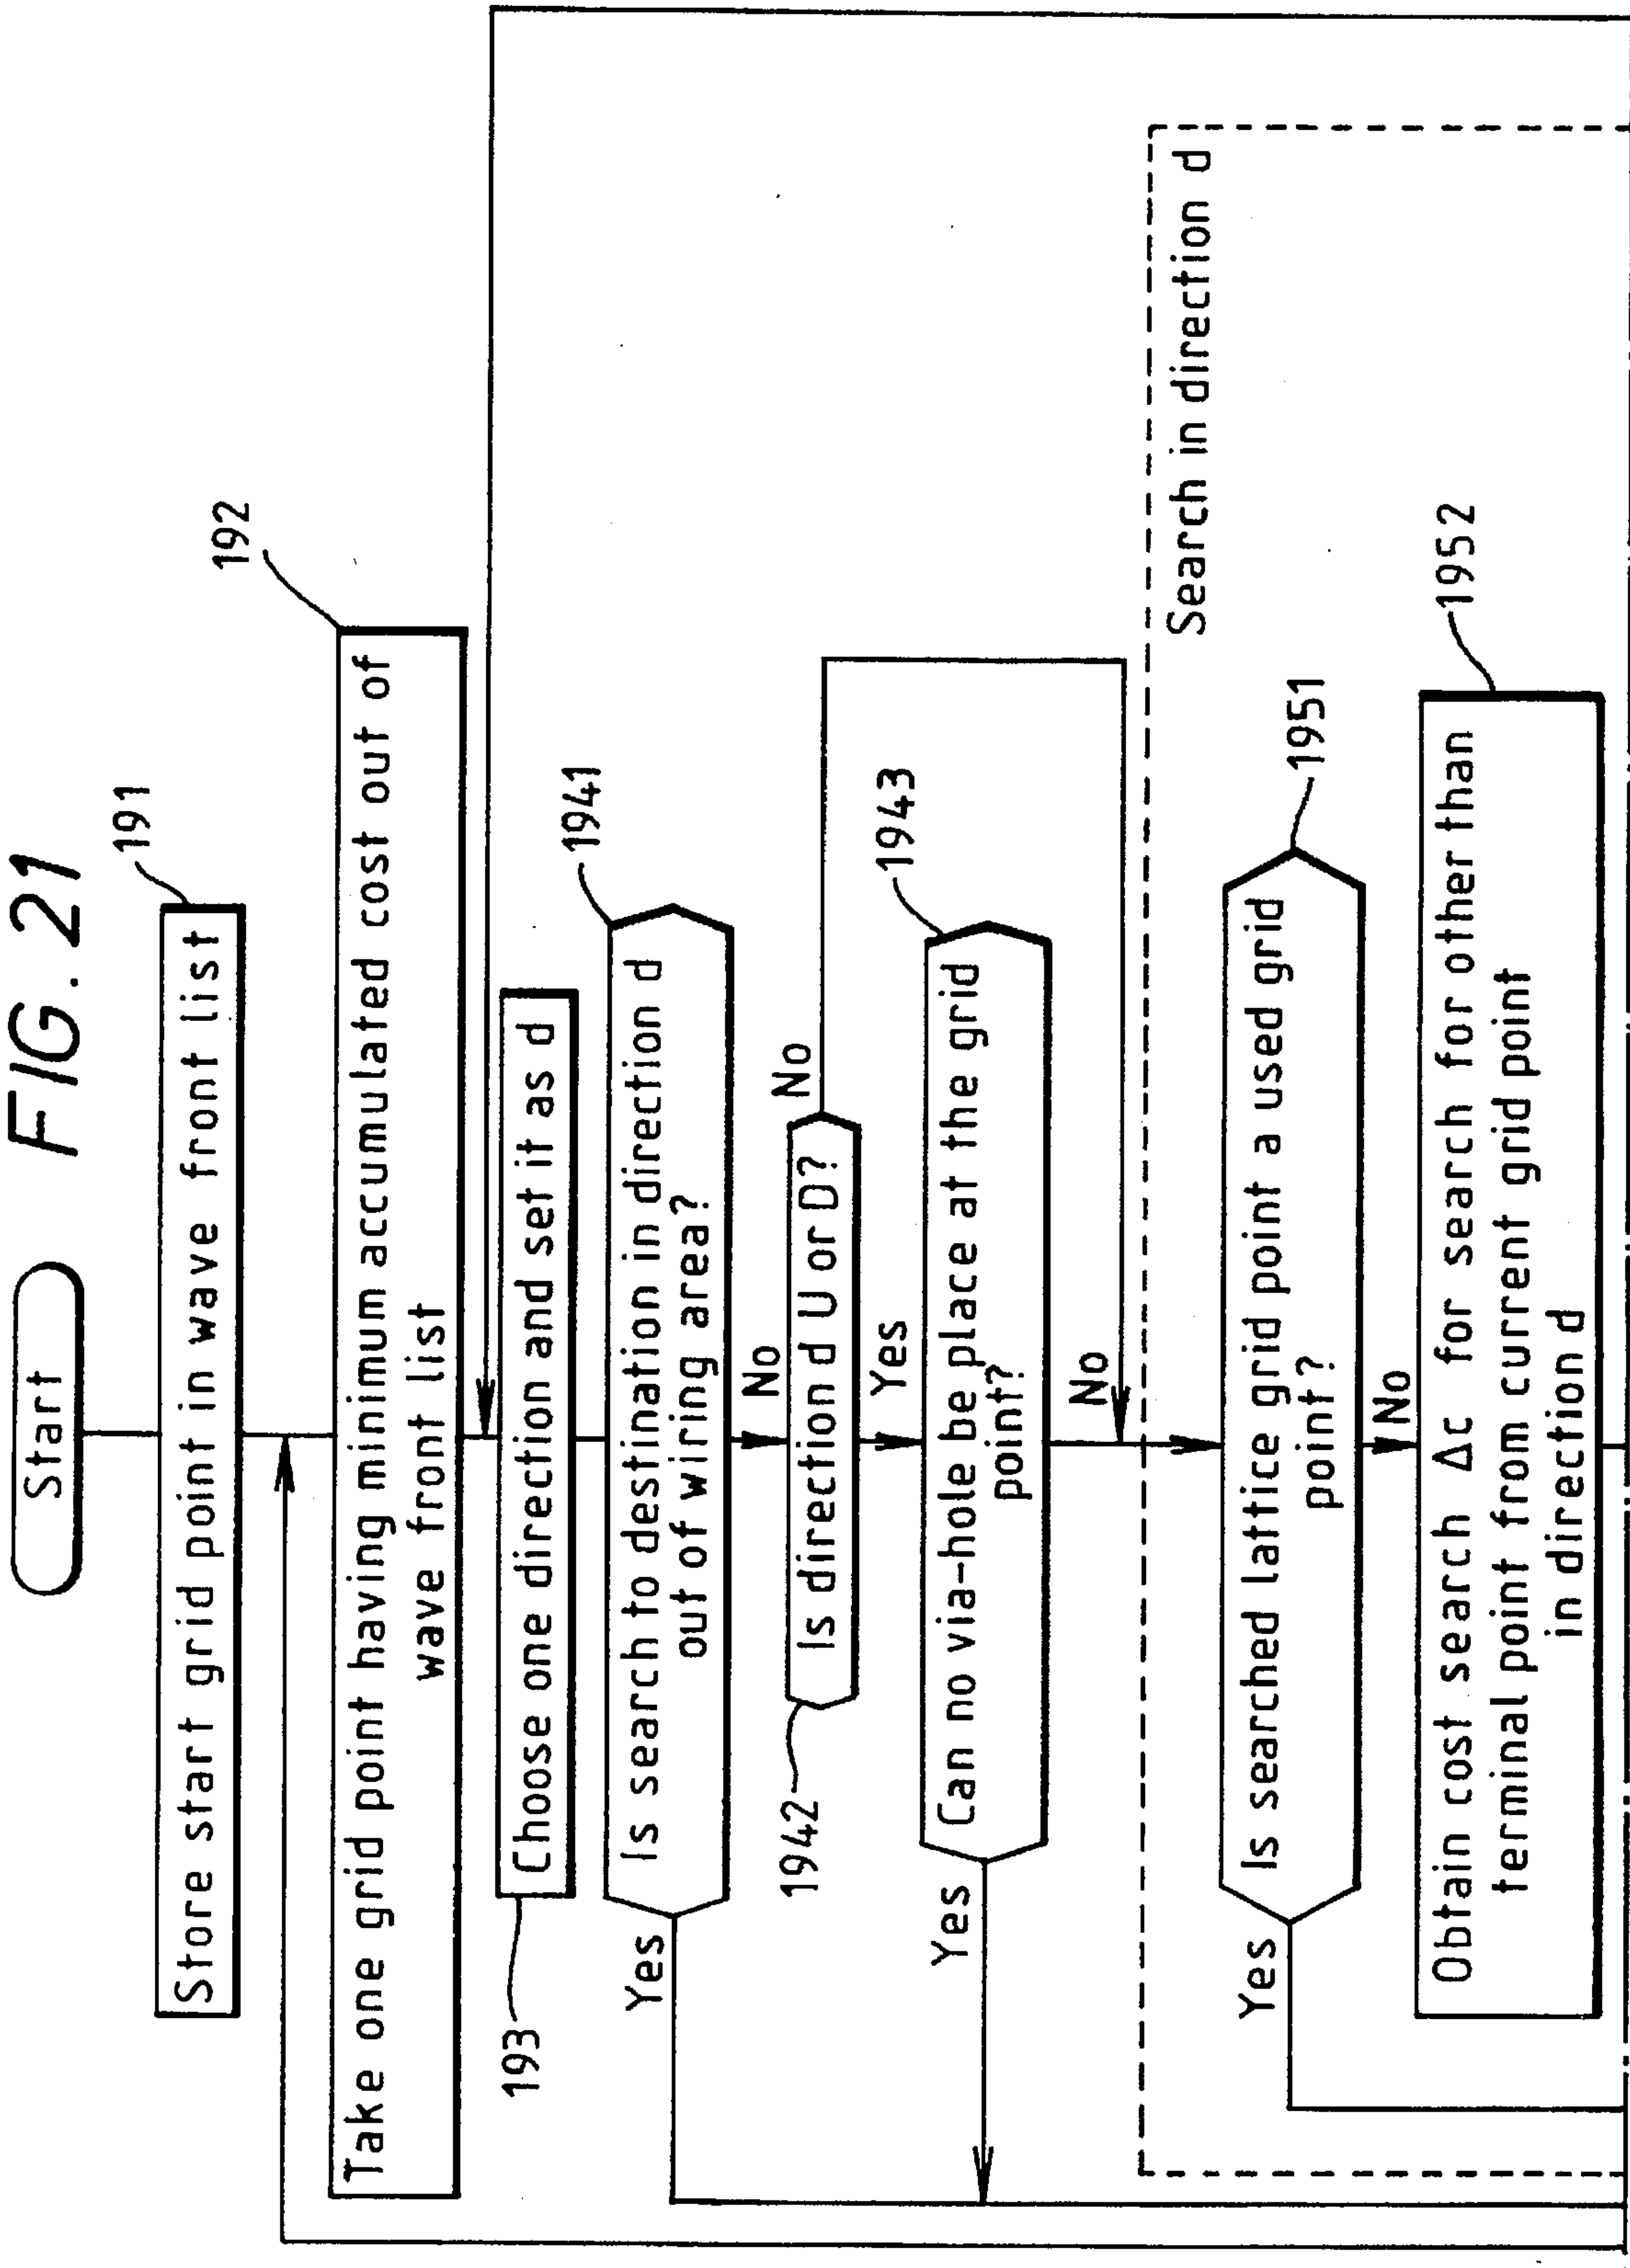 FIG. 21
Start
191
Store start grid point in wave front list
192
Take one grid point having minimum accumulated cost out of
wave front list
193
Choose one direction and set it as d
1941
Is search to destination in direction d
out of wiring area?
Yes
No
1942
Is direction d U or D?
No
Yes
1943
Can no via-hole be place at the grid
point?
Yes
No
Search in direction d
1951
Is searched lattice grid point a used grid
point?
Yes
No
1952
Obtain cost search Δc for search for other than
terminal point from current grid point
in direction d